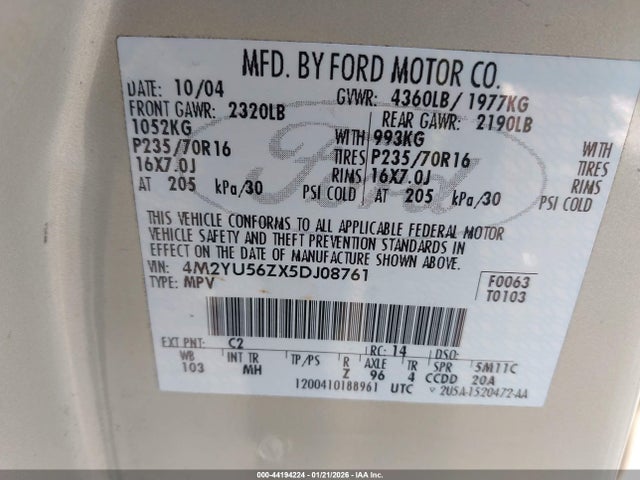 MFD. BY FORD MOTOR CO.
DATE: 10/04 GVWR: 4360LB/ 1977KG
FRONT GAWR: 2320LB REAR GAWR: 2190LB
1052KG WITH 993KG WITH
P235/70R16 TIRES P235/70R16 TIRES
16X7.0J RIMS 16X7.0J RIMS
AT 205 kPa/30 PSI COLD AT 205 kPa/30 PSI COLD
Ford
THIS VEHICLE CONFORMS TO ALL APPLICABLE FEDERAL MOTOR
VEHICLE SAFETY AND THEFT PREVENTION STANDARDS IN
EFFECT ON THE DATE OF MANUFACTURE SHOWN ABOVE.
VIN: 4M2YU56ZX5DJ08761 F0063
TYPE: MPV T0103
EXT PNT: C2 RC: 14 DSO:
WB INT TR TP/PS R AXLE TR SPR 5M11C
103 MH Z 96 4 CCDD 20A
1200410188961 UTC 2U5A-1520472-AA
000-44194224 - 01/21/2026 - IAA Inc.